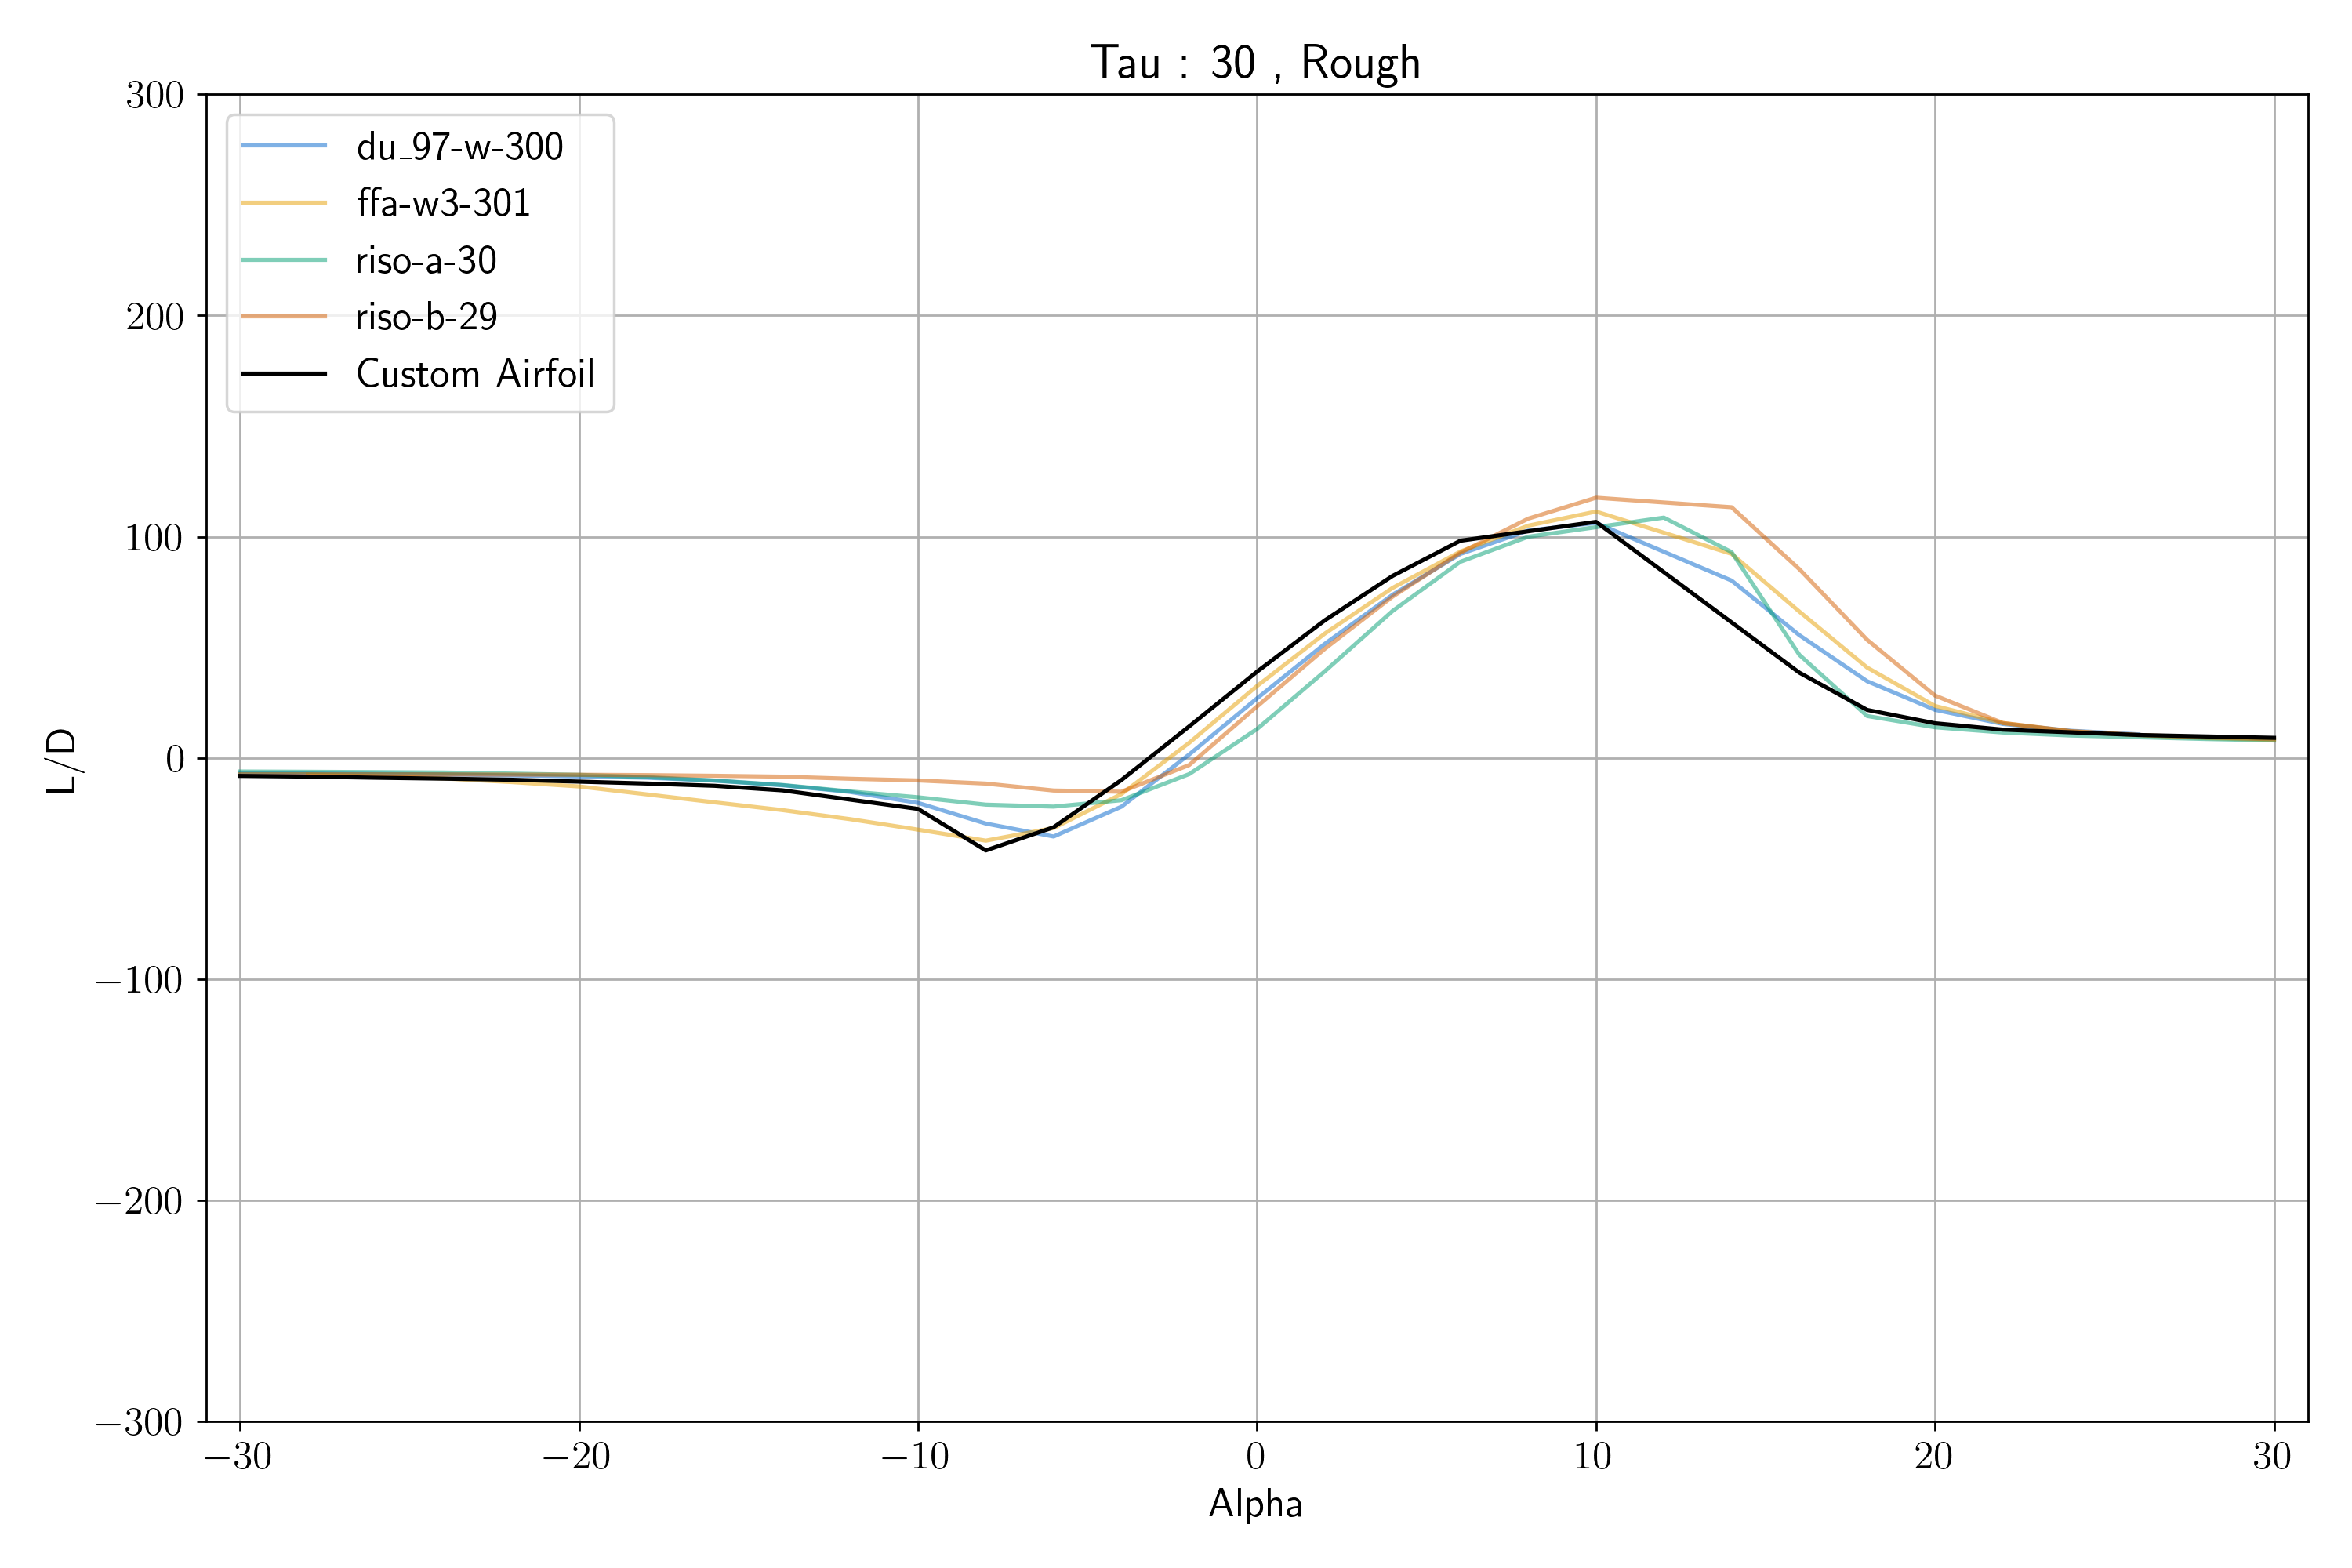 Tau : 30 , Rough
300
200
100
0
−100
−200
−300
L/D
du_97-w-300
ffa-w3-301
riso-a-30
riso-b-29
Custom Airfoil
−30
−20
−10
0
10
20
30
Alpha